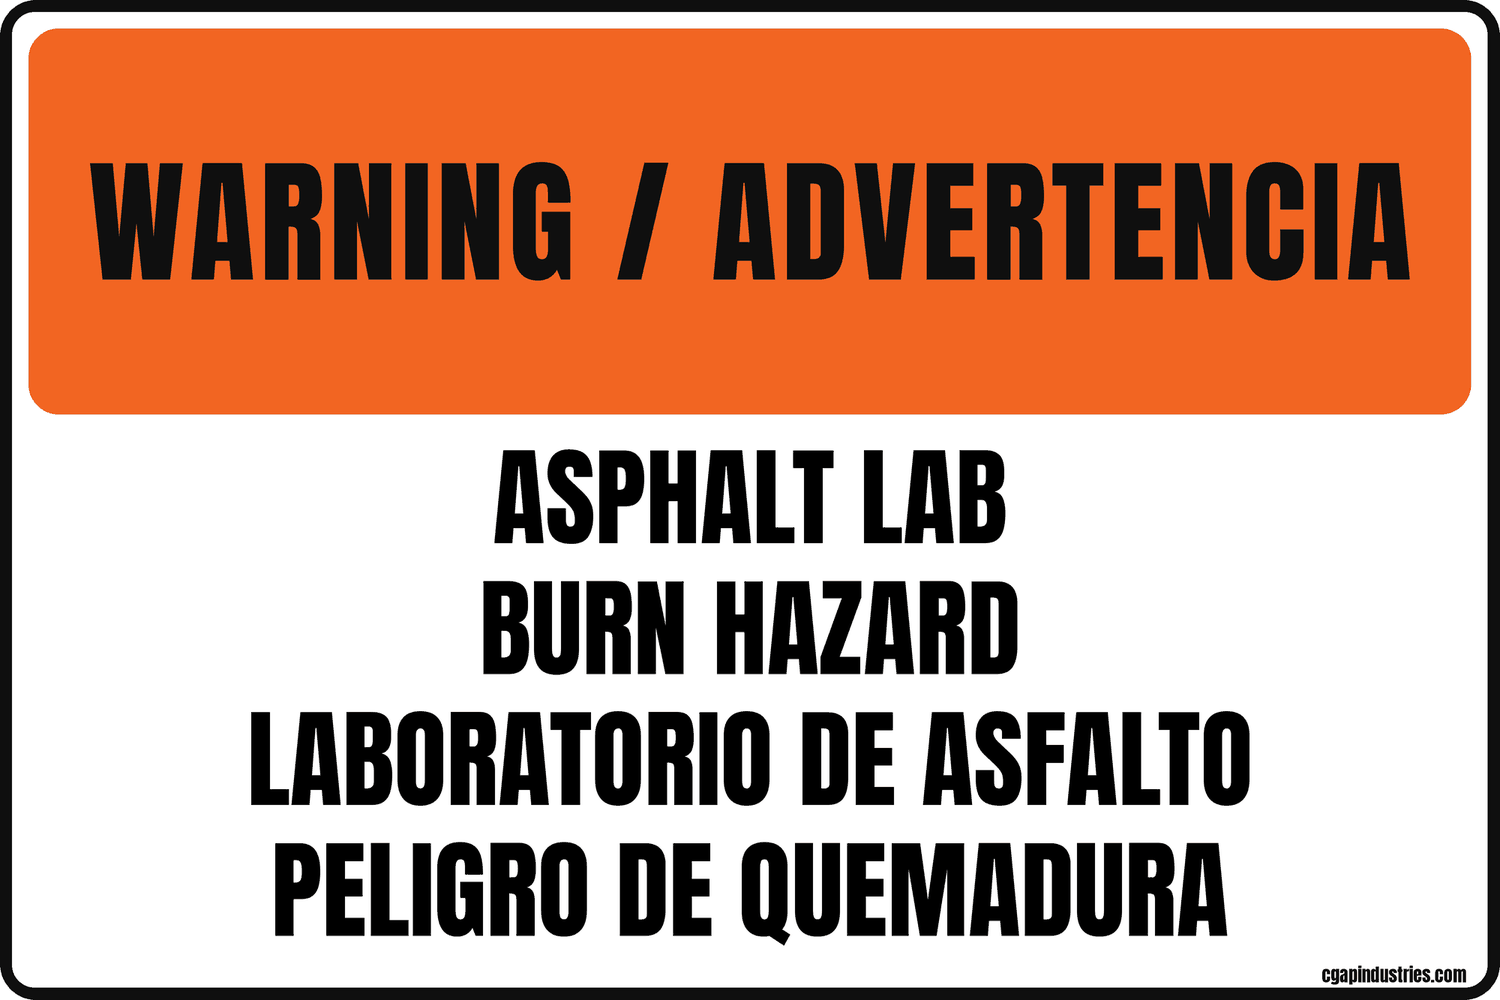 WARNING / ADVERTENCIA
ASPHALT LAB
BURN HAZARD
LABORATORIO DE ASFALTO
PELIGRO DE QUEMADURA
cgapindustries.com